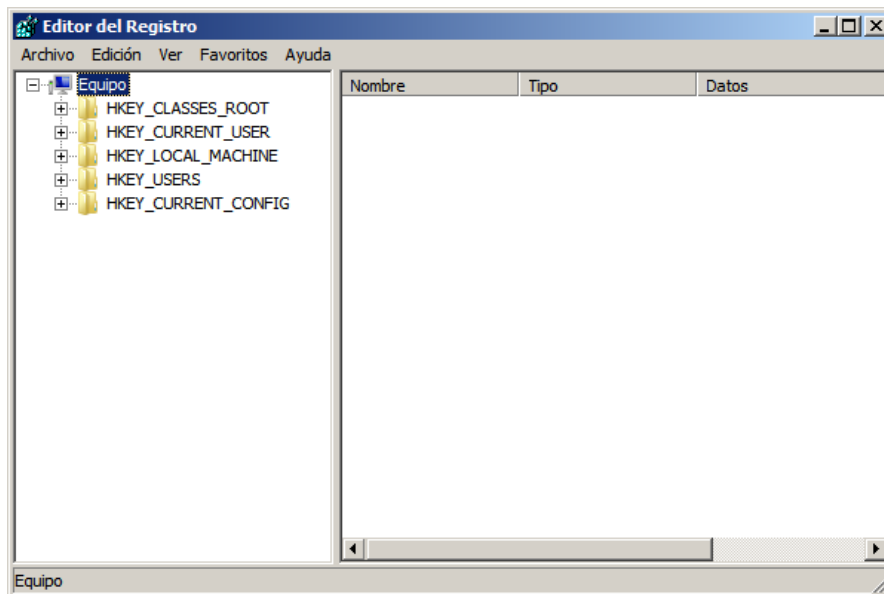 Editor del Registro
Archivo Edición Ver Favoritos Ayuda
Equipo
HKEY_CLASSES_ROOT
HKEY_CURRENT_USER
HKEY_LOCAL_MACHINE
HKEY_USERS
HKEY_CURRENT_CONFIG
Nombre Tipo Datos
Equipo